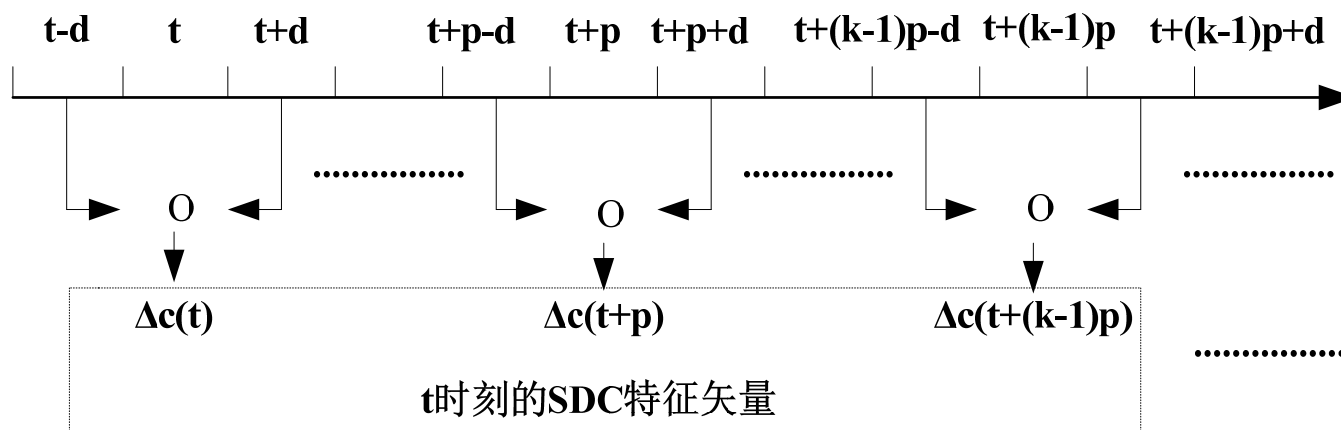 t-d t t+d t+p-d t+p t+p+d t+(k-1)p-d t+(k-1)p t+(k-1)p+d
O O O
Δc(t) Δc(t+p) Δc(t+(k-1)p)
t时刻的SDC特征矢量